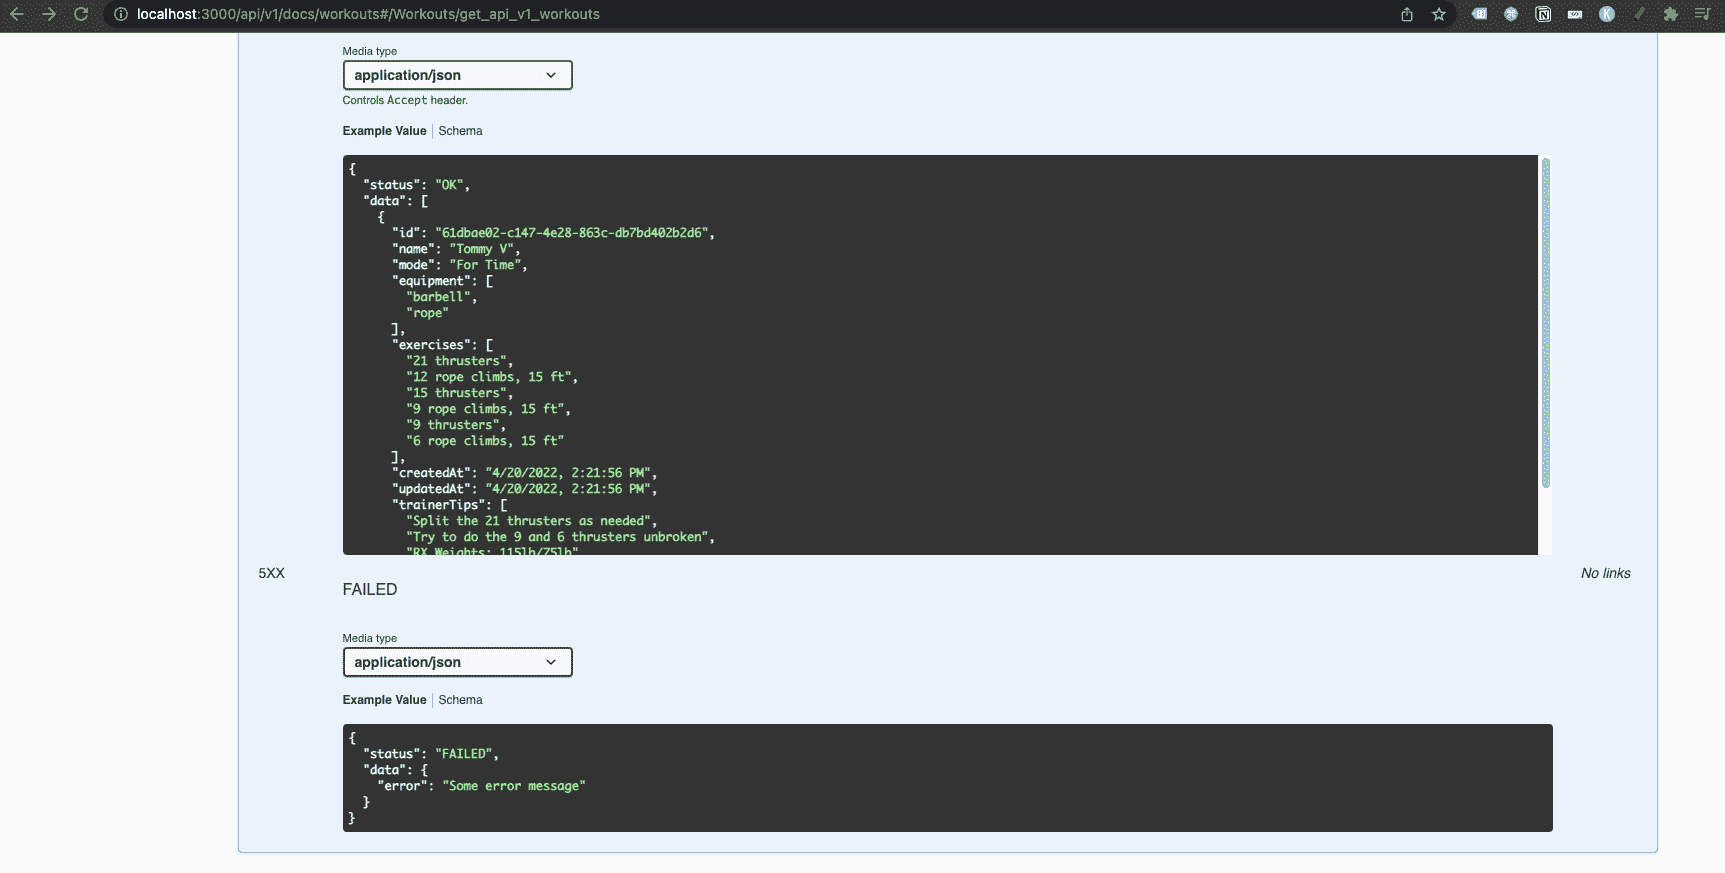 localhost:3000/api/v1/docs/workouts#/Workouts/get_api_v1_workouts
Media type
application/json
Controls Accept header.
Example Value | Schema
{
  "status": "OK",
  "data": [
    {
      "id": "61dbae02-c147-4e28-863c-db7bd402b2d6",
      "name": "Tommy V",
      "mode": "For Time",
      "equipment": [
        "barbell",
        "rope"
      ],
      "exercises": [
        "21 thrusters",
        "12 rope climbs, 15 ft",
        "15 thrusters",
        "9 rope climbs, 15 ft",
        "9 thrusters",
        "6 rope climbs, 15 ft"
      ],
      "createdAt": "4/20/2022, 2:21:56 PM",
      "updatedAt": "4/20/2022, 2:21:56 PM",
      "trainerTips": [
        "Split the 21 thrusters as needed",
        "Try to do the 9 and 6 thrusters unbroken",
        "RX Weights: 115lb/75lb"
5XX
FAILED
No links
Media type
application/json
Example Value | Schema
{
  "status": "FAILED",
  "data": {
    "error": "Some error message"
  }
}